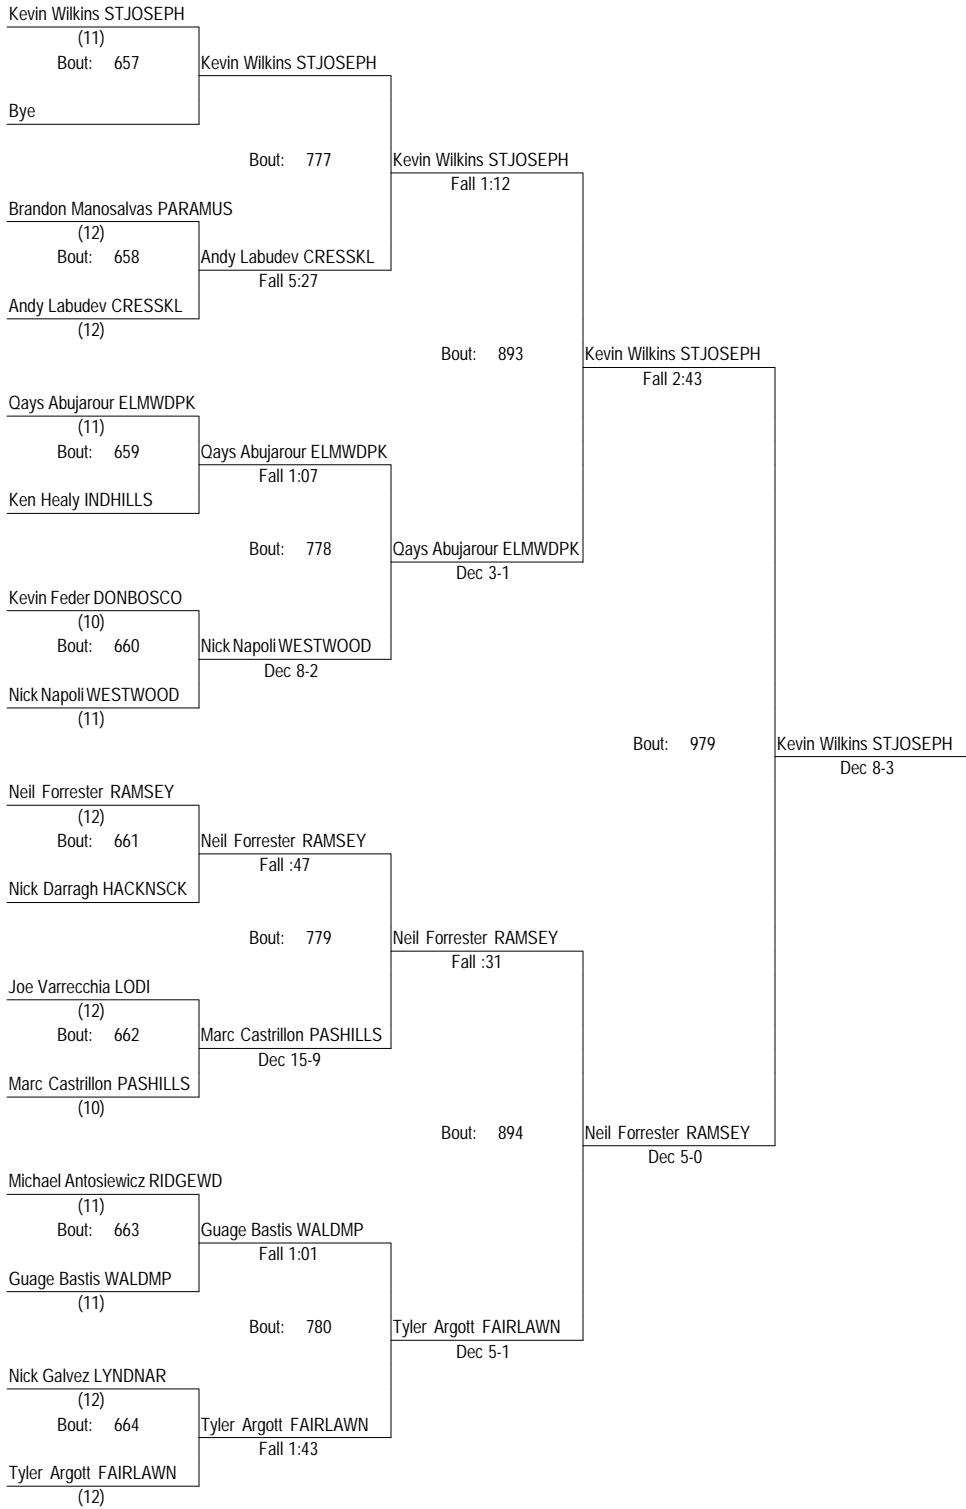 Kevin Wilkins STJOSEPH
(11)
Bout: 657 Kevin Wilkins STJOSEPH
Bye
Bout: 777 Kevin Wilkins STJOSEPH
Fall 1:12
Brandon Manosalvas PARAMUS
(12)
Bout: 658 Andy Labudev CRESSKL
Fall 5:27
Andy Labudev CRESSKL
(12)
Bout: 893 Kevin Wilkins STJOSEPH
Fall 2:43
Qays Abujarour ELMWDPK
(11)
Bout: 659 Qays Abujarour ELMWDPK
Fall 1:07
Ken Healy INDHILLS
Bout: 778 Qays Abujarour ELMWDPK
Dec 3-1
Kevin Feder DONBOSCO
(10)
Bout: 660 Nick Napoli WESTWOOD
Dec 8-2
Nick Napoli WESTWOOD
(11)
Bout: 979 Kevin Wilkins STJOSEPH
Dec 8-3
Neil Forrester RAMSEY
(12)
Bout: 661 Neil Forrester RAMSEY
Fall :47
Nick Darragh HACKNSCK
Bout: 779 Neil Forrester RAMSEY
Fall :31
Joe Varrecchia LODI
(12)
Bout: 662 Marc Castrillon PASHILLS
Dec 15-9
Marc Castrillon PASHILLS
(10)
Bout: 894 Neil Forrester RAMSEY
Dec 5-0
Michael Antosiewicz RIDGEWD
(11)
Bout: 663 Guage Bastis WALDMP
Fall 1:01
Guage Bastis WALDMP
(11)
Bout: 780 Tyler Argott FAIRLAWN
Dec 5-1
Nick Galvez LYNDNAR
(12)
Bout: 664 Tyler Argott FAIRLAWN
Fall 1:43
Tyler Argott FAIRLAWN
(12)